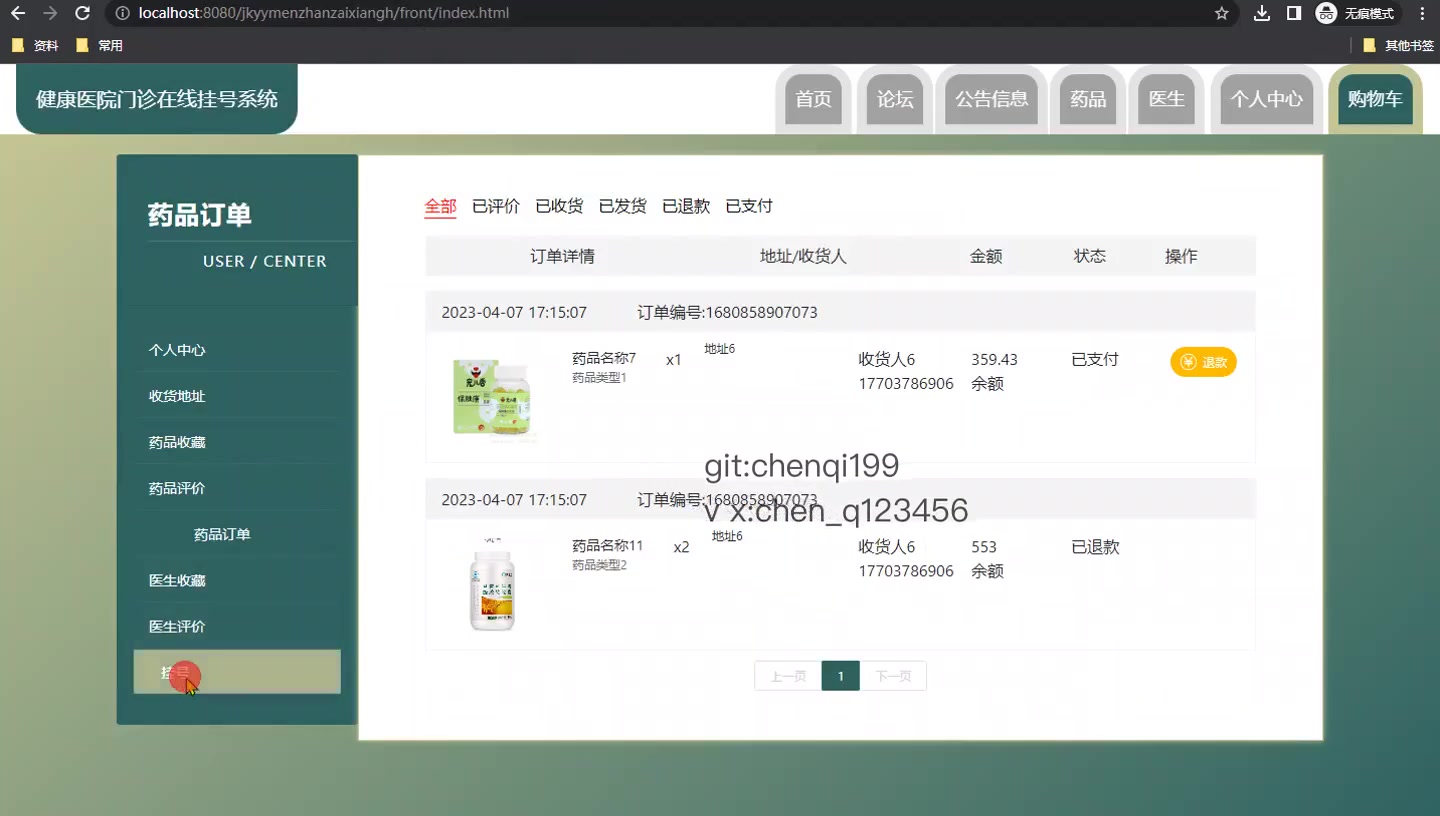 localhost:8080/jkyymenzhanzaixiangh/front/index.html
无痕模式
资料 常用 其他书签
健康医院门诊在线挂号系统
首页 论坛 公告信息 药品 医生 个人中心 购物车
药品订单
USER / CENTER
个人中心
收货地址
药品收藏
药品评价
药品订单
医生收藏
医生评价
挂号
全部 已评价 已收货 已发货 已退款 已支付
订单详情 地址/收货人 金额 状态 操作
2023-04-07 17:15:07 订单编号:1680858907073
药品名称7 x1 地址6 收货人6 359.43 已支付 退款
药品类型1 17703786906 余额
git:chenqi199
2023-04-07 17:15:07 订单编号:1680858907073
v x:chen_q123456
药品名称11 x2 地址6 收货人6 553 已退款
药品类型2 17703786906 余额
上一页 1 下一页